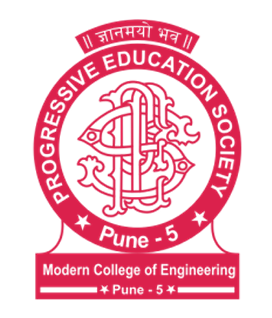 ॥ ज्ञानमयो भव ॥
PROGRESSIVE EDUCATION SOCIETY
★ Pune - 5 ★
Modern College of Engineering
★ Pune - 5 ★